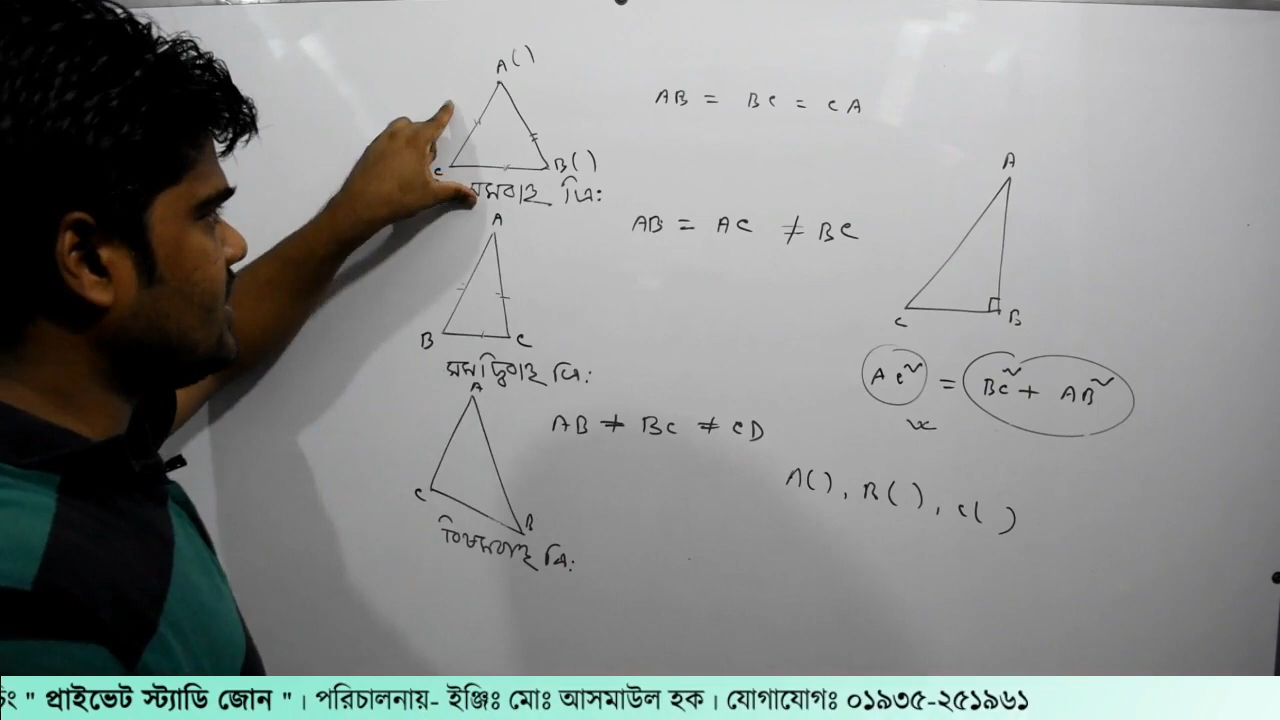 A( )
C B( )
সমবাহু ত্রি:
AB = BC = CA
A
B C
সমদ্বিবাহু ত্রি:
AB = AC ≠ BC
A
C B
বিষমবাহু ত্রি:
AB ≠ BC ≠ CD
A
C B
AC² = BC² + AB²
A( ), B( ), C( )
" প্রাইভেট স্ট্যাডি জোন " । পরিচালনায়- ইঞ্জিঃ মোঃ আসমাউল হক । যোগাযোগঃ ০১৯৩৫-২৫১৯৬১